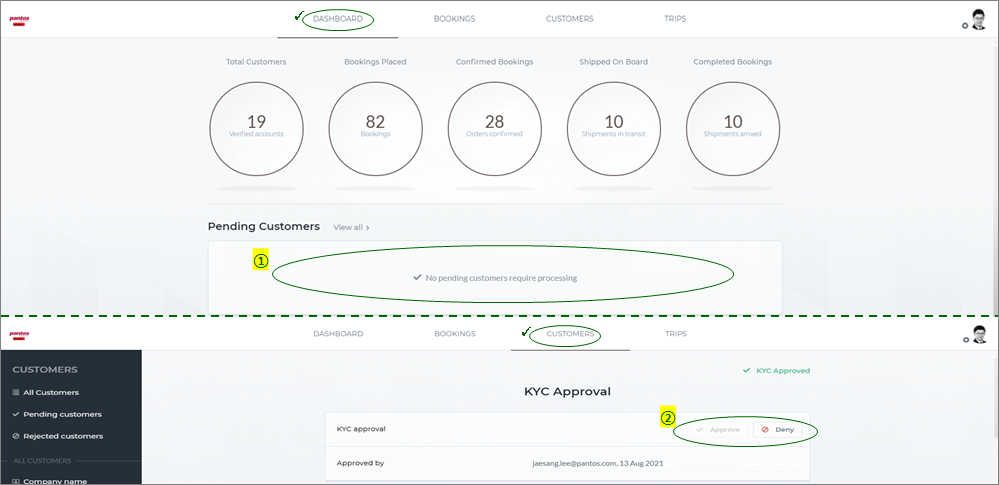 pantos
DASHBOARD BOOKINGS CUSTOMERS TRIPS
Total Customers Bookings Placed Confirmed Bookings Shipped On Board Completed Bookings
19 82 28 10 10
Verified accounts Bookings Orders confirmed Shipments in transit Shipments arrived
Pending Customers View all >
①
No pending customers require processing
pantos
DASHBOARD BOOKINGS CUSTOMERS TRIPS
CUSTOMERS
All Customers
Pending customers
Rejected customers
ALL CUSTOMERS
Company name
KYC Approved
KYC Approval
②
KYC approval Approve Deny
Approved by jaesang.lee@pantos.com, 13 Aug 2021